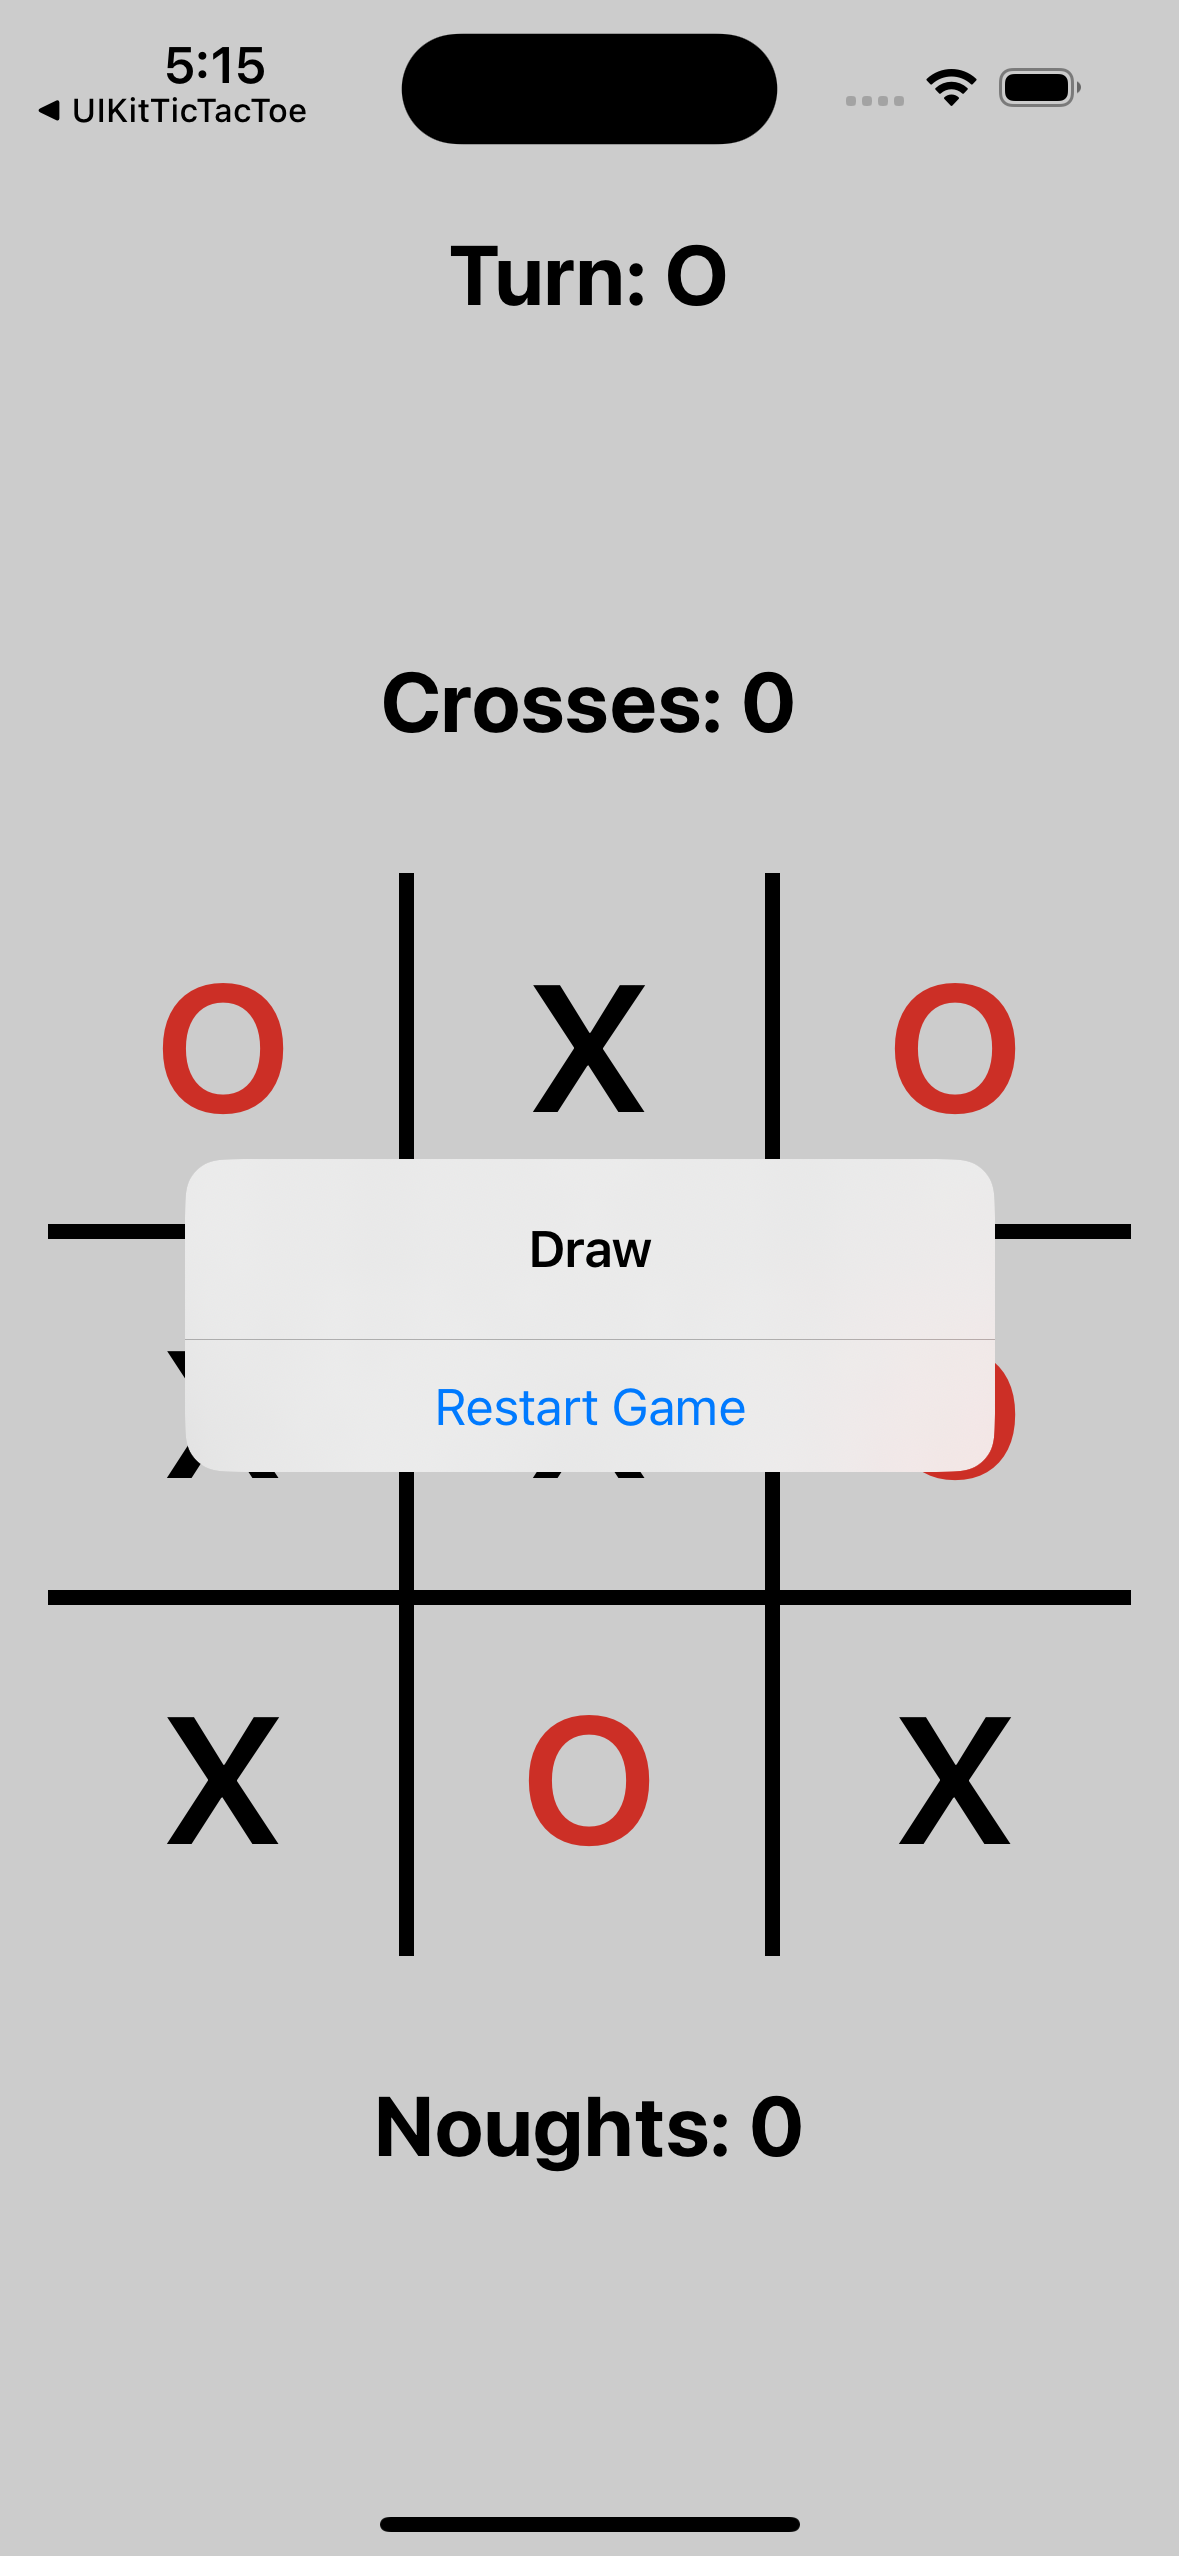 5:15
◀ UIKitTicTacToe
Turn: O
Crosses: 0
O X O
Draw
Restart Game
X X O
X O X
Noughts: 0